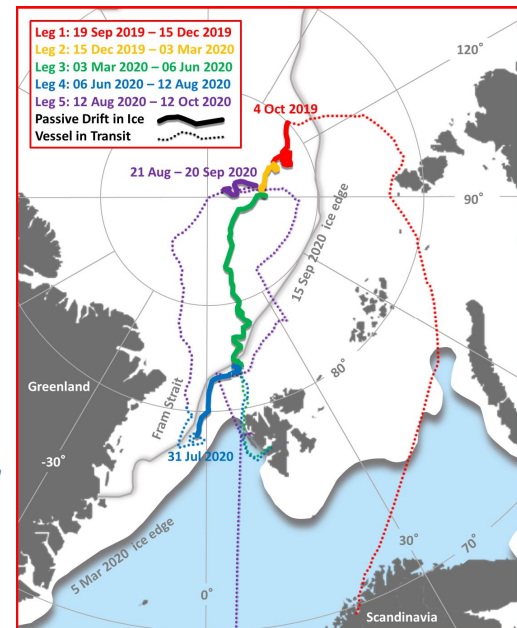 Leg 1: 19 Sep 2019 – 15 Dec 2019
Leg 2: 15 Dec 2019 – 03 Mar 2020
Leg 3: 03 Mar 2020 – 06 Jun 2020
Leg 4: 06 Jun 2020 – 12 Aug 2020
Leg 5: 12 Aug 2020 – 12 Oct 2020
Passive Drift in Ice
Vessel in Transit
120°
4 Oct 2019
21 Aug – 20 Sep 2020
90°
15 Sep 2020 ice edge
80°
Greenland
Fram Strait
-30°
31 Jul 2020
5 Mar 2020 ice edge
30°
70°
0°
Scandinavia